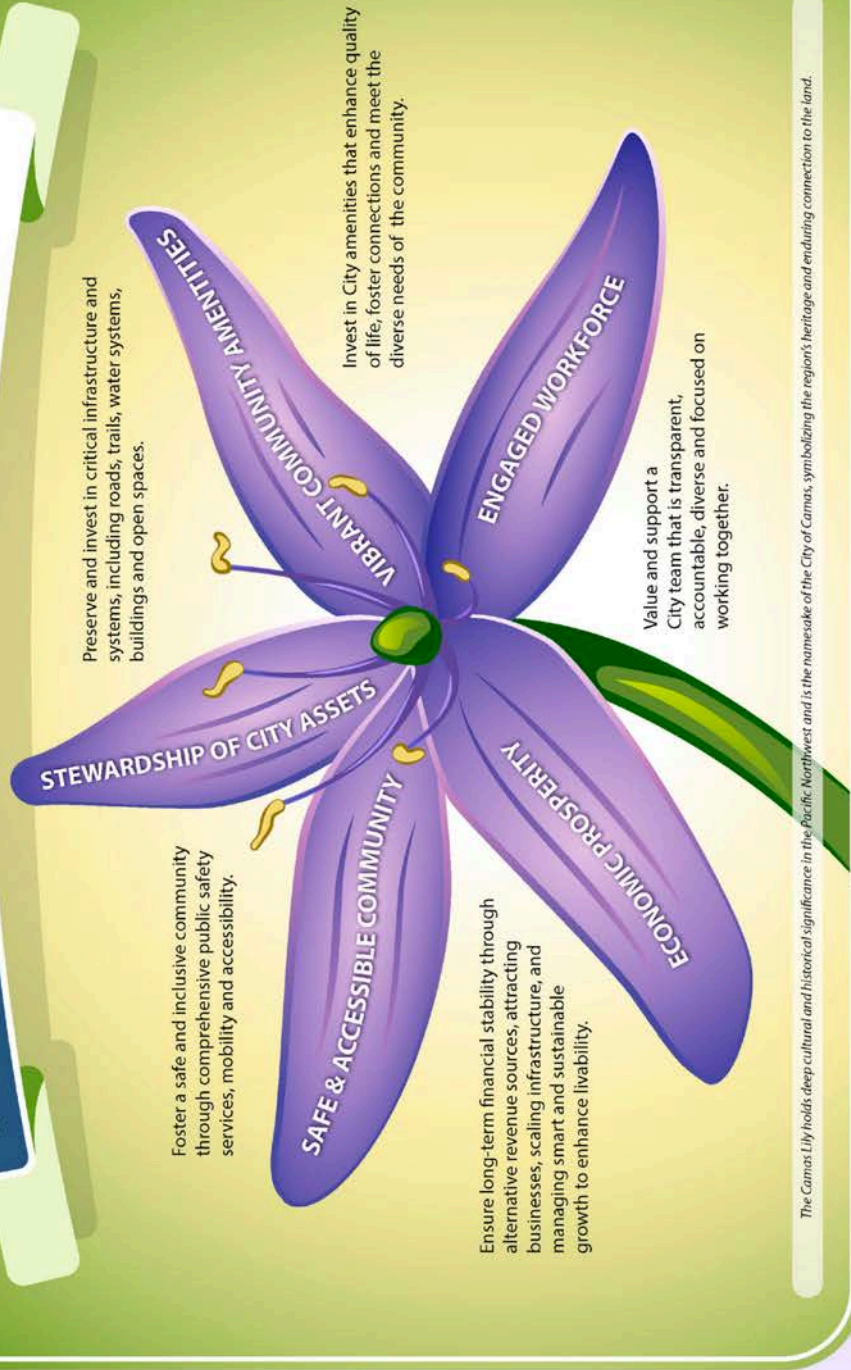 STEWARDSHIP OF CITY ASSETS
Preserve and invest in critical infrastructure and
systems, including roads, trails, water systems,
buildings and open spaces.
VIBRANT COMMUNITY AMENTITIES
Invest in City amenities that enhance quality
of life, foster connections and meet the
diverse needs of the community.
ENGAGED WORKFORCE
Value and support a
City team that is transparent,
accountable, diverse and focused on
working together.
ECONOMIC PROSPERITY
Ensure long-term financial stability through
alternative revenue sources, attracting
businesses, scaling infrastructure, and
managing smart and sustainable
growth to enhance livability.
SAFE & ACCESSIBLE COMMUNITY
Foster a safe and inclusive community
through comprehensive public safety
services, mobility and accessibility.
The Camas Lily holds deep cultural and historical significance in the Pacific Northwest and is the namesake of the City of Camas, symbolizing the region's heritage and enduring connection to the land.